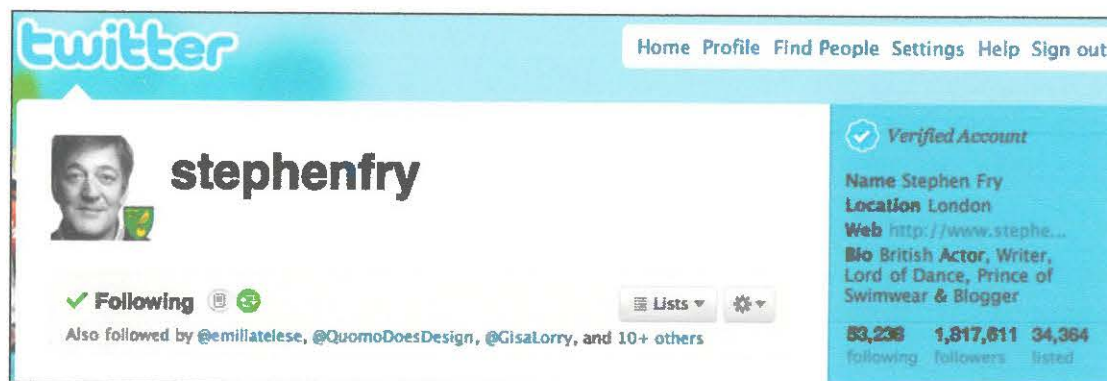 twitter
Home Profile Find People Settings Help Sign out
stephenfry
Following
Lists
Also followed by @emiliatelese, @QuomoDoesDesign, @GisaLorry, and 10+ others
Verified Account
Name Stephen Fry
Location London
Web http://www.stephe...
Bio British Actor, Writer,
Lord of Dance, Prince of
Swimwear & Blogger
53,236 1,817,611 34,364
following followers listed